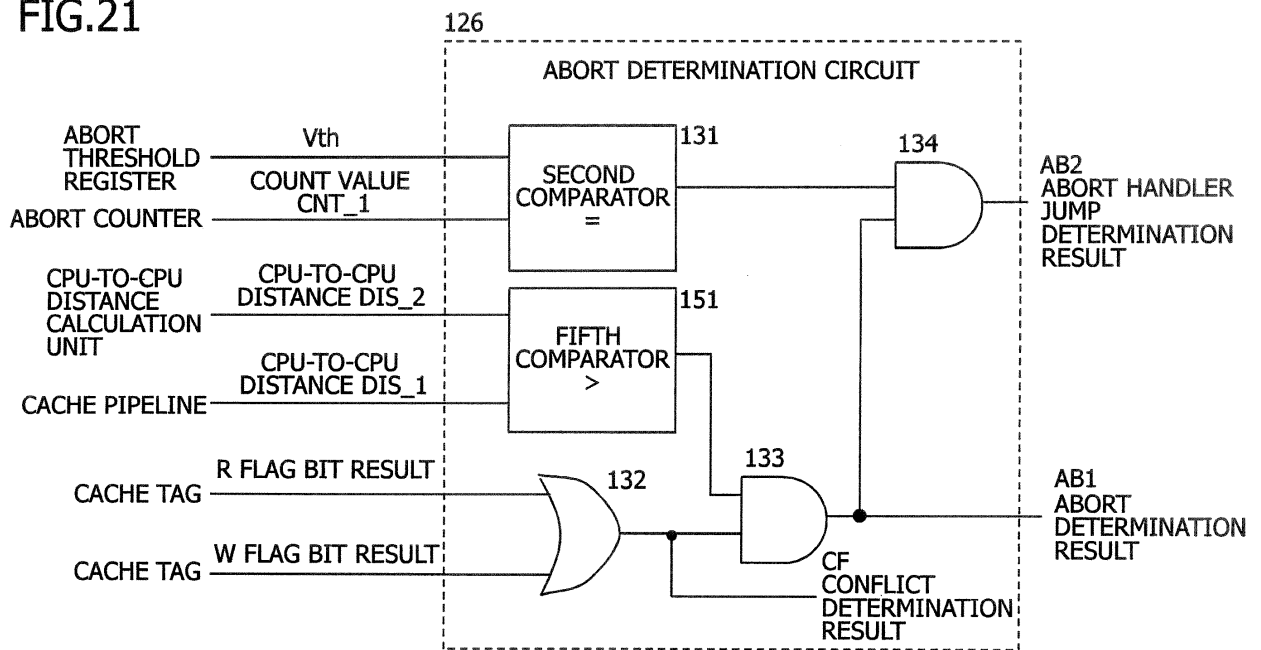 FIG.21
126
ABORT DETERMINATION CIRCUIT
ABORT
THRESHOLD
REGISTER
Vth
COUNT VALUE
CNT_1
ABORT COUNTER
SECOND
COMPARATOR
=
131
134
AB2
ABORT HANDLER
JUMP
DETERMINATION
RESULT
CPU-TO-CPU
DISTANCE
CALCULATION
UNIT
CPU-TO-CPU
DISTANCE DIS_2
CPU-TO-CPU
DISTANCE DIS_1
CACHE PIPELINE
FIFTH
COMPARATOR
>
151
R FLAG BIT RESULT
CACHE TAG
W FLAG BIT RESULT
CACHE TAG
132
133
AB1
ABORT
DETERMINATION
RESULT
CF
CONFLICT
DETERMINATION
RESULT